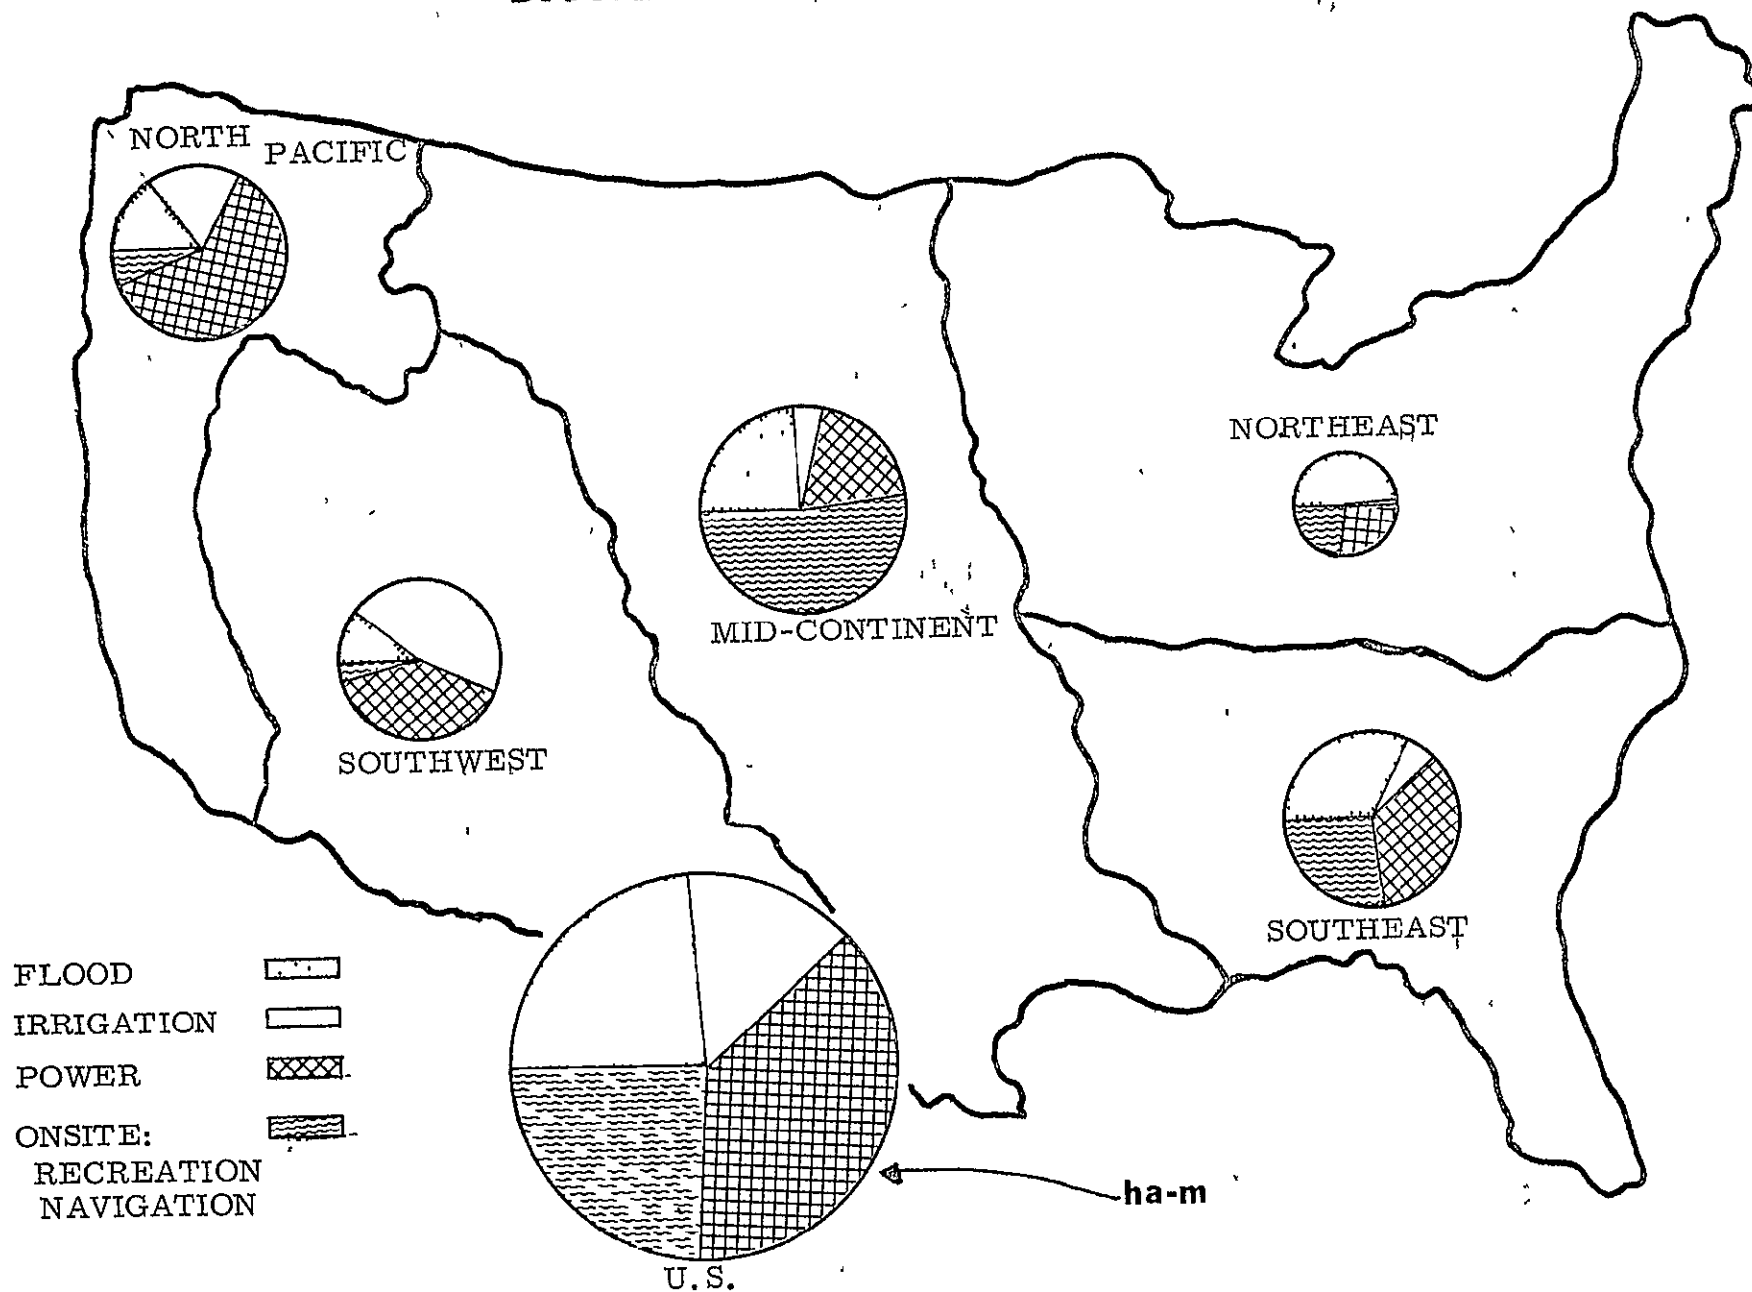 NORTH PACIFIC
NORTHEAST
MID-CONTINENT
SOUTHWEST
SOUTHEAST
FLOOD
IRRIGATION
POWER
ONSITE:
RECREATION
NAVIGATION
ha-m
U.S.